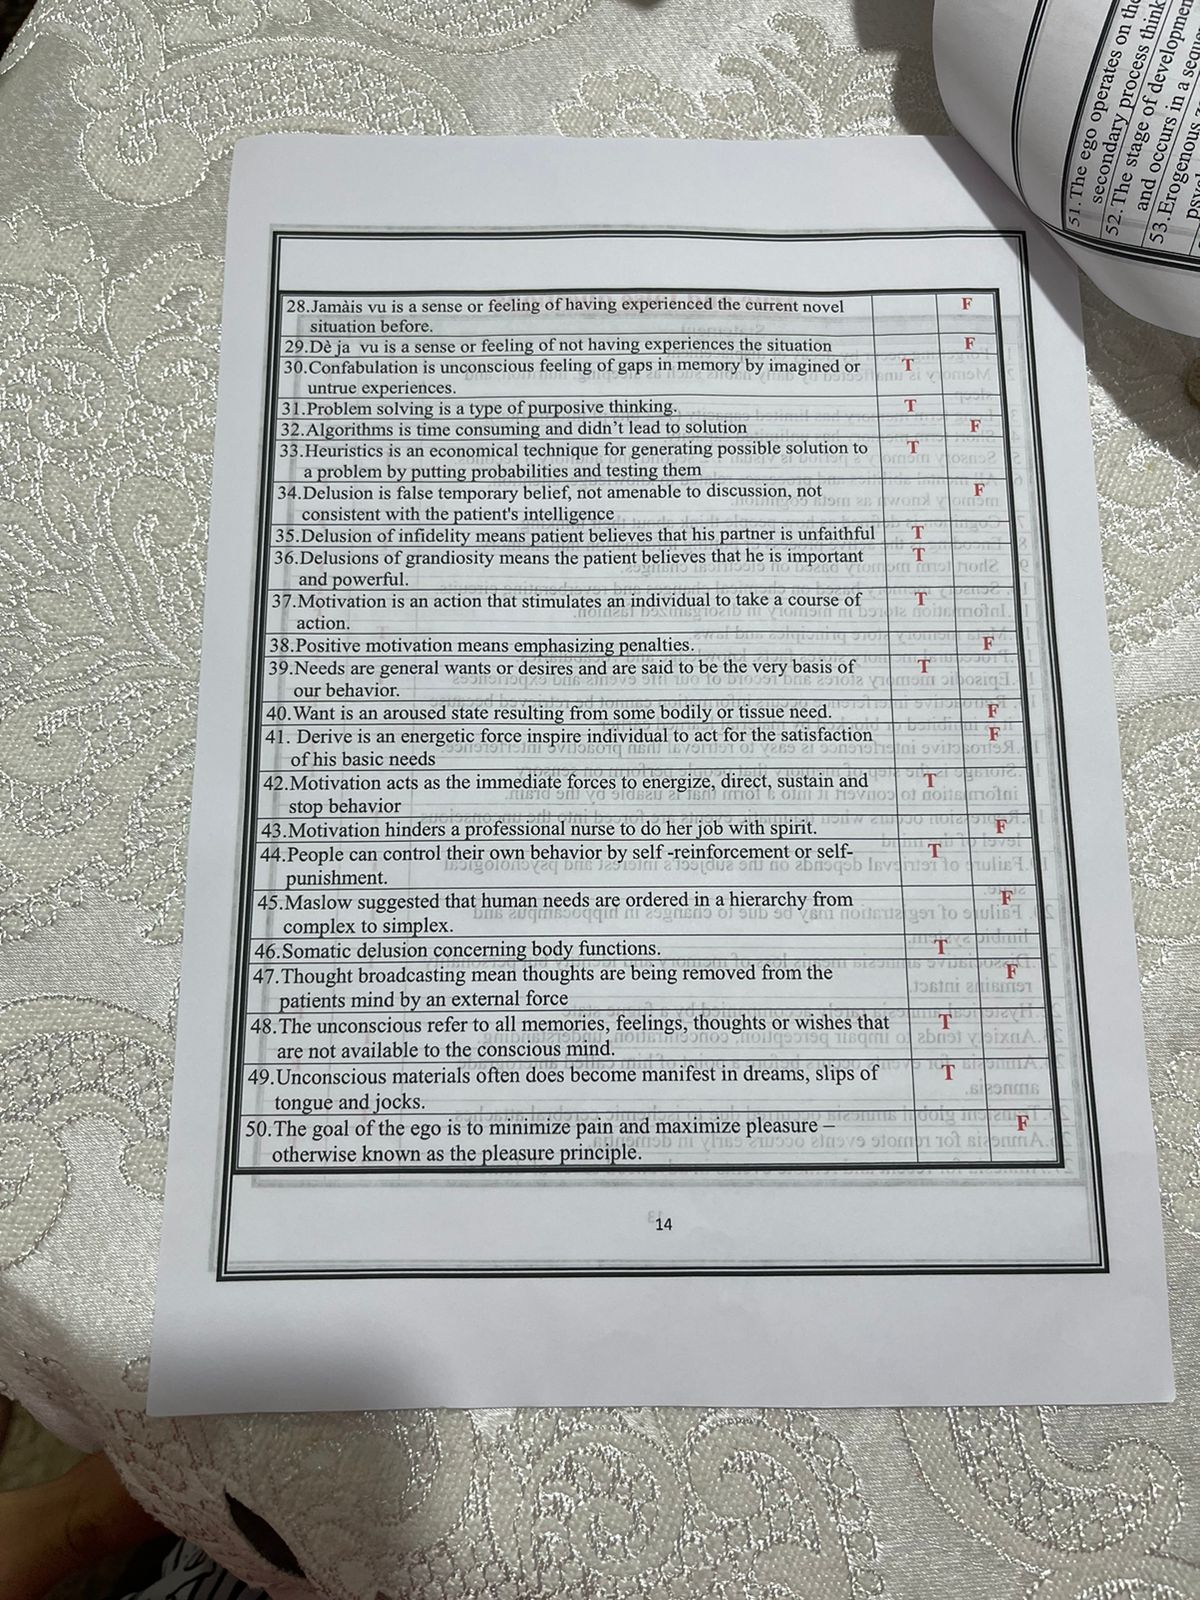 28.Jamàis vu is a sense or feeling of having experienced the current novel F
situation before.
29.Dè ja vu is a sense or feeling of not having experiences the situation F
30.Confabulation is unconscious feeling of gaps in memory by imagined or T
untrue experiences.
31.Problem solving is a type of purposive thinking. T
32.Algorithms is time consuming and didn’t lead to solution F
33.Heuristics is an economical technique for generating possible solution to T
a problem by putting probabilities and testing them
34.Delusion is false temporary belief, not amenable to discussion, not F
consistent with the patient's intelligence
35.Delusion of infidelity means patient believes that his partner is unfaithful T
36.Delusions of grandiosity means the patient believes that he is important T
and powerful.
37.Motivation is an action that stimulates an individual to take a course of T
action.
38.Positive motivation means emphasizing penalties. F
39.Needs are general wants or desires and are said to be the very basis of T
our behavior.
40.Want is an aroused state resulting from some bodily or tissue need. F
41. Derive is an energetic force inspire individual to act for the satisfaction F
of his basic needs
42.Motivation acts as the immediate forces to energize, direct, sustain and T
stop behavior
43.Motivation hinders a professional nurse to do her job with spirit. F
44.People can control their own behavior by self -reinforcement or self- T
punishment.
45.Maslow suggested that human needs are ordered in a hierarchy from F
complex to simplex.
46.Somatic delusion concerning body functions. T
47.Thought broadcasting mean thoughts are being removed from the F
patients mind by an external force
48.The unconscious refer to all memories, feelings, thoughts or wishes that T
are not available to the conscious mind.
49.Unconscious materials often does become manifest in dreams, slips of T
tongue and jocks.
50.The goal of the ego is to minimize pain and maximize pleasure – F
otherwise known as the pleasure principle.
14
51.The ego operates on the
secondary process think
52.The stage of development
and occurs in a
53.Erogenous